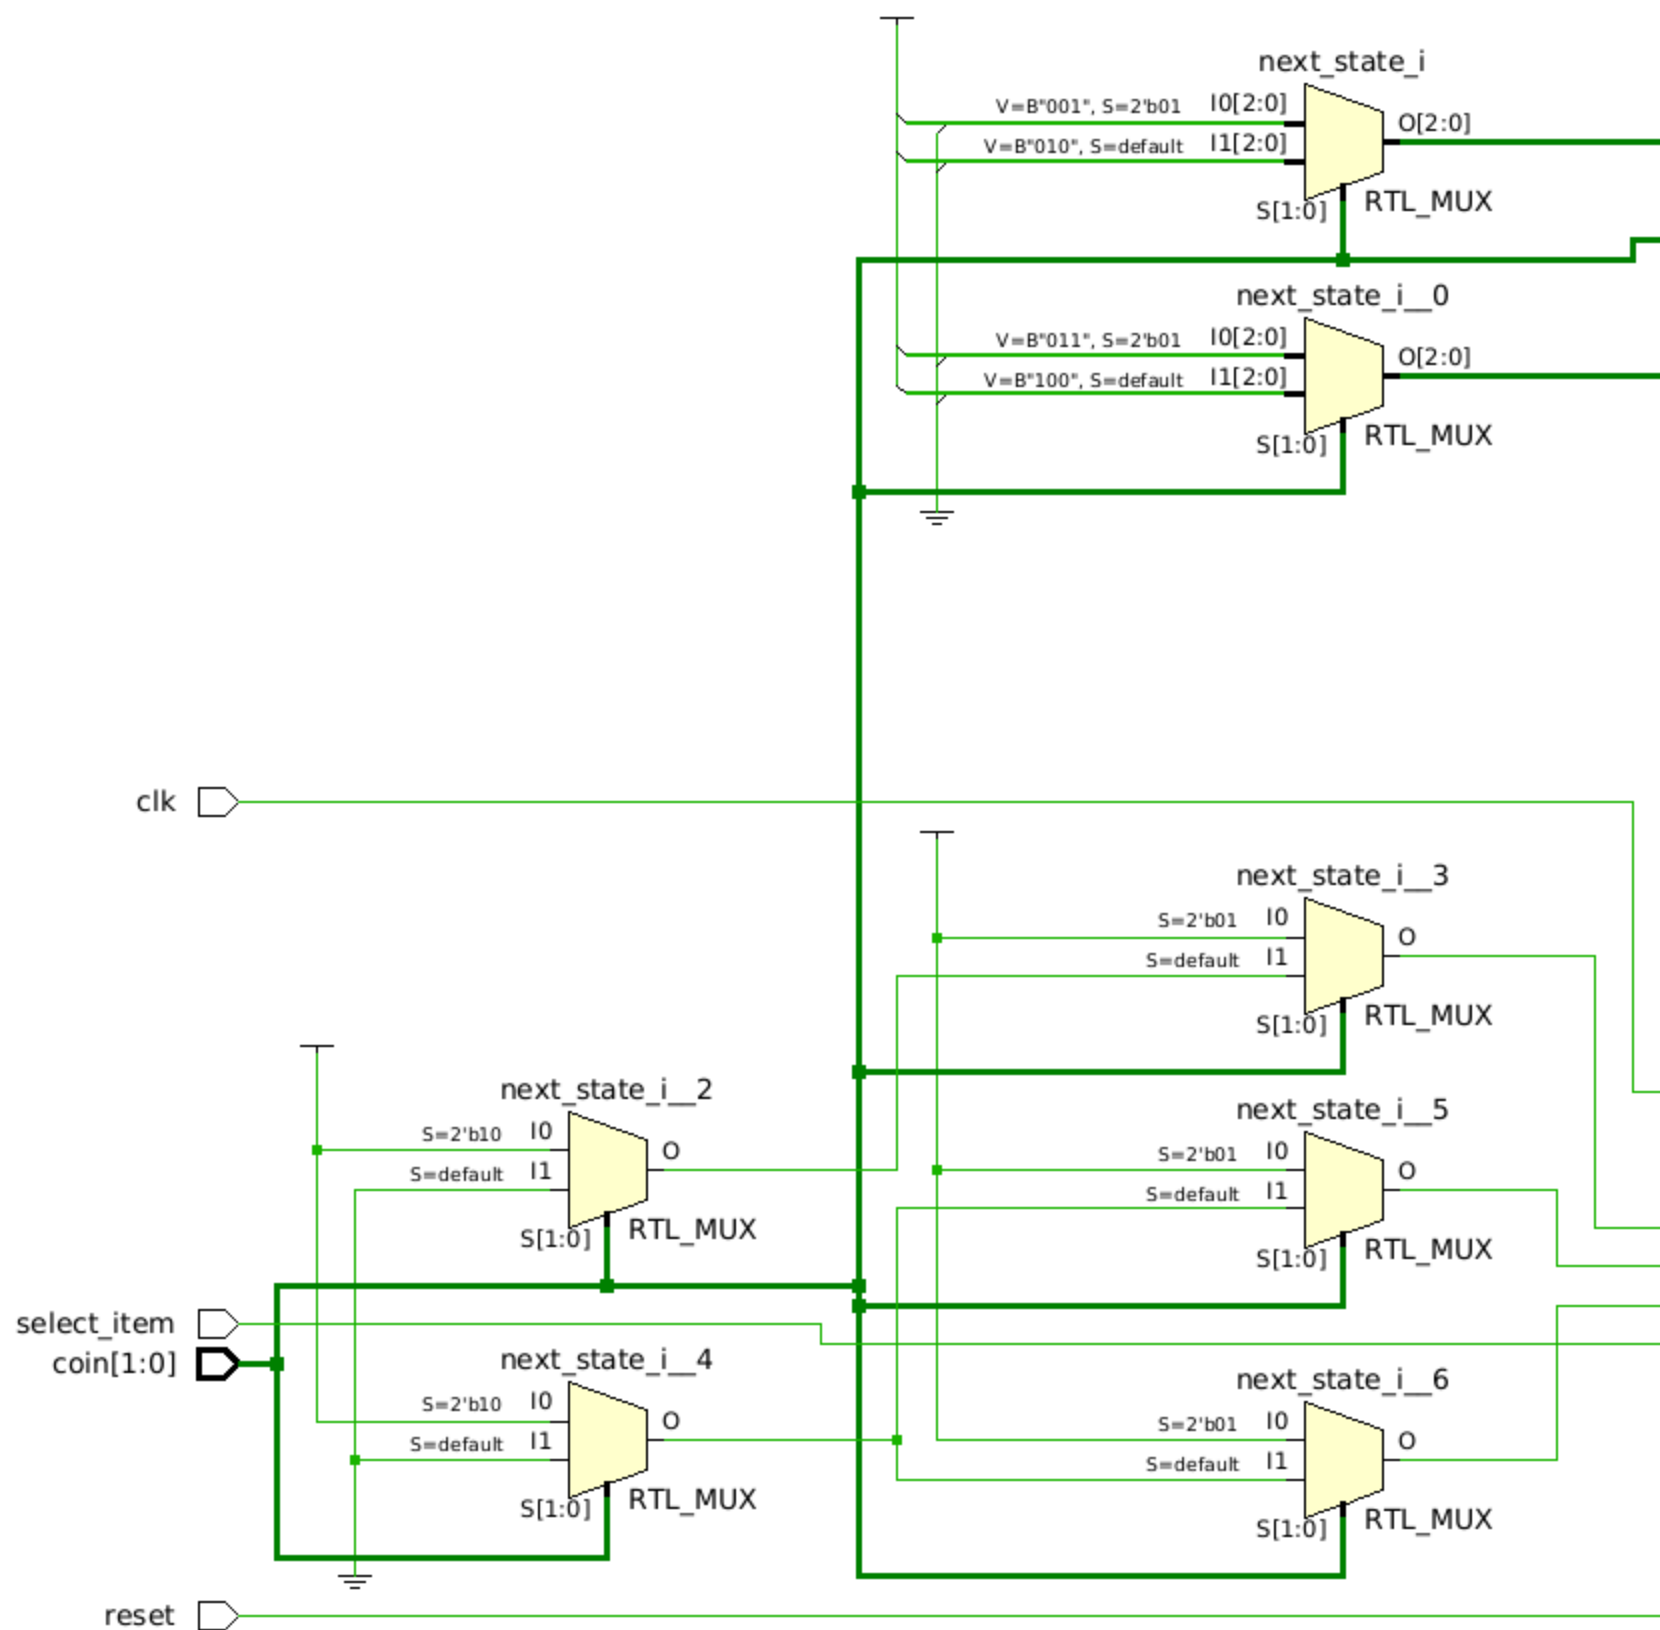 next_state_i
V=B"001", S=2'b01 I0[2:0]
V=B"010", S=default I1[2:0]
O[2:0]
S[1:0]
RTL_MUX
next_state_i__0
V=B"011", S=2'b01 I0[2:0]
V=B"100", S=default I1[2:0]
O[2:0]
S[1:0]
RTL_MUX
clk
next_state_i__3
S=2'b01 I0
S=default I1
O
S[1:0]
RTL_MUX
next_state_i__2
S=2'b10 I0
S=default I1
O
S[1:0]
RTL_MUX
next_state_i__5
S=2'b01 I0
S=default I1
O
S[1:0]
RTL_MUX
select_item
coin[1:0]
next_state_i__4
S=2'b10 I0
S=default I1
O
S[1:0]
RTL_MUX
next_state_i__6
S=2'b01 I0
S=default I1
O
S[1:0]
RTL_MUX
reset